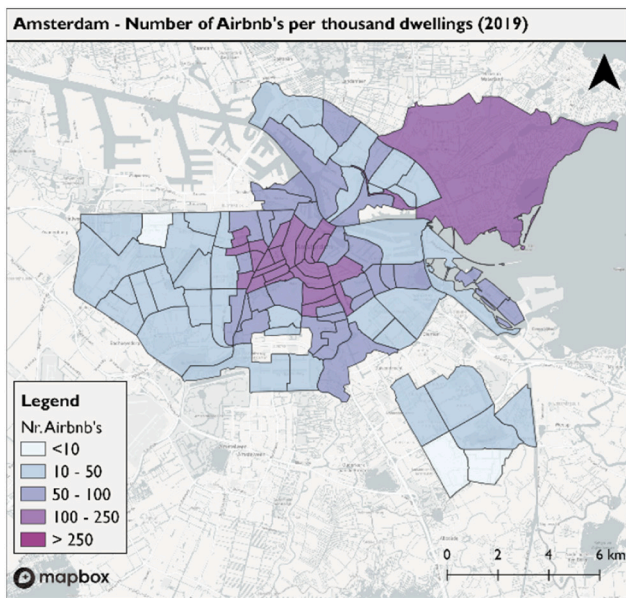 Amsterdam - Number of Airbnb's per thousand dwellings (2019)
Legend
Nr. Airbnb's
<10
10 - 50
50 - 100
100 - 250
> 250
0 2 4 6 km
mapbox